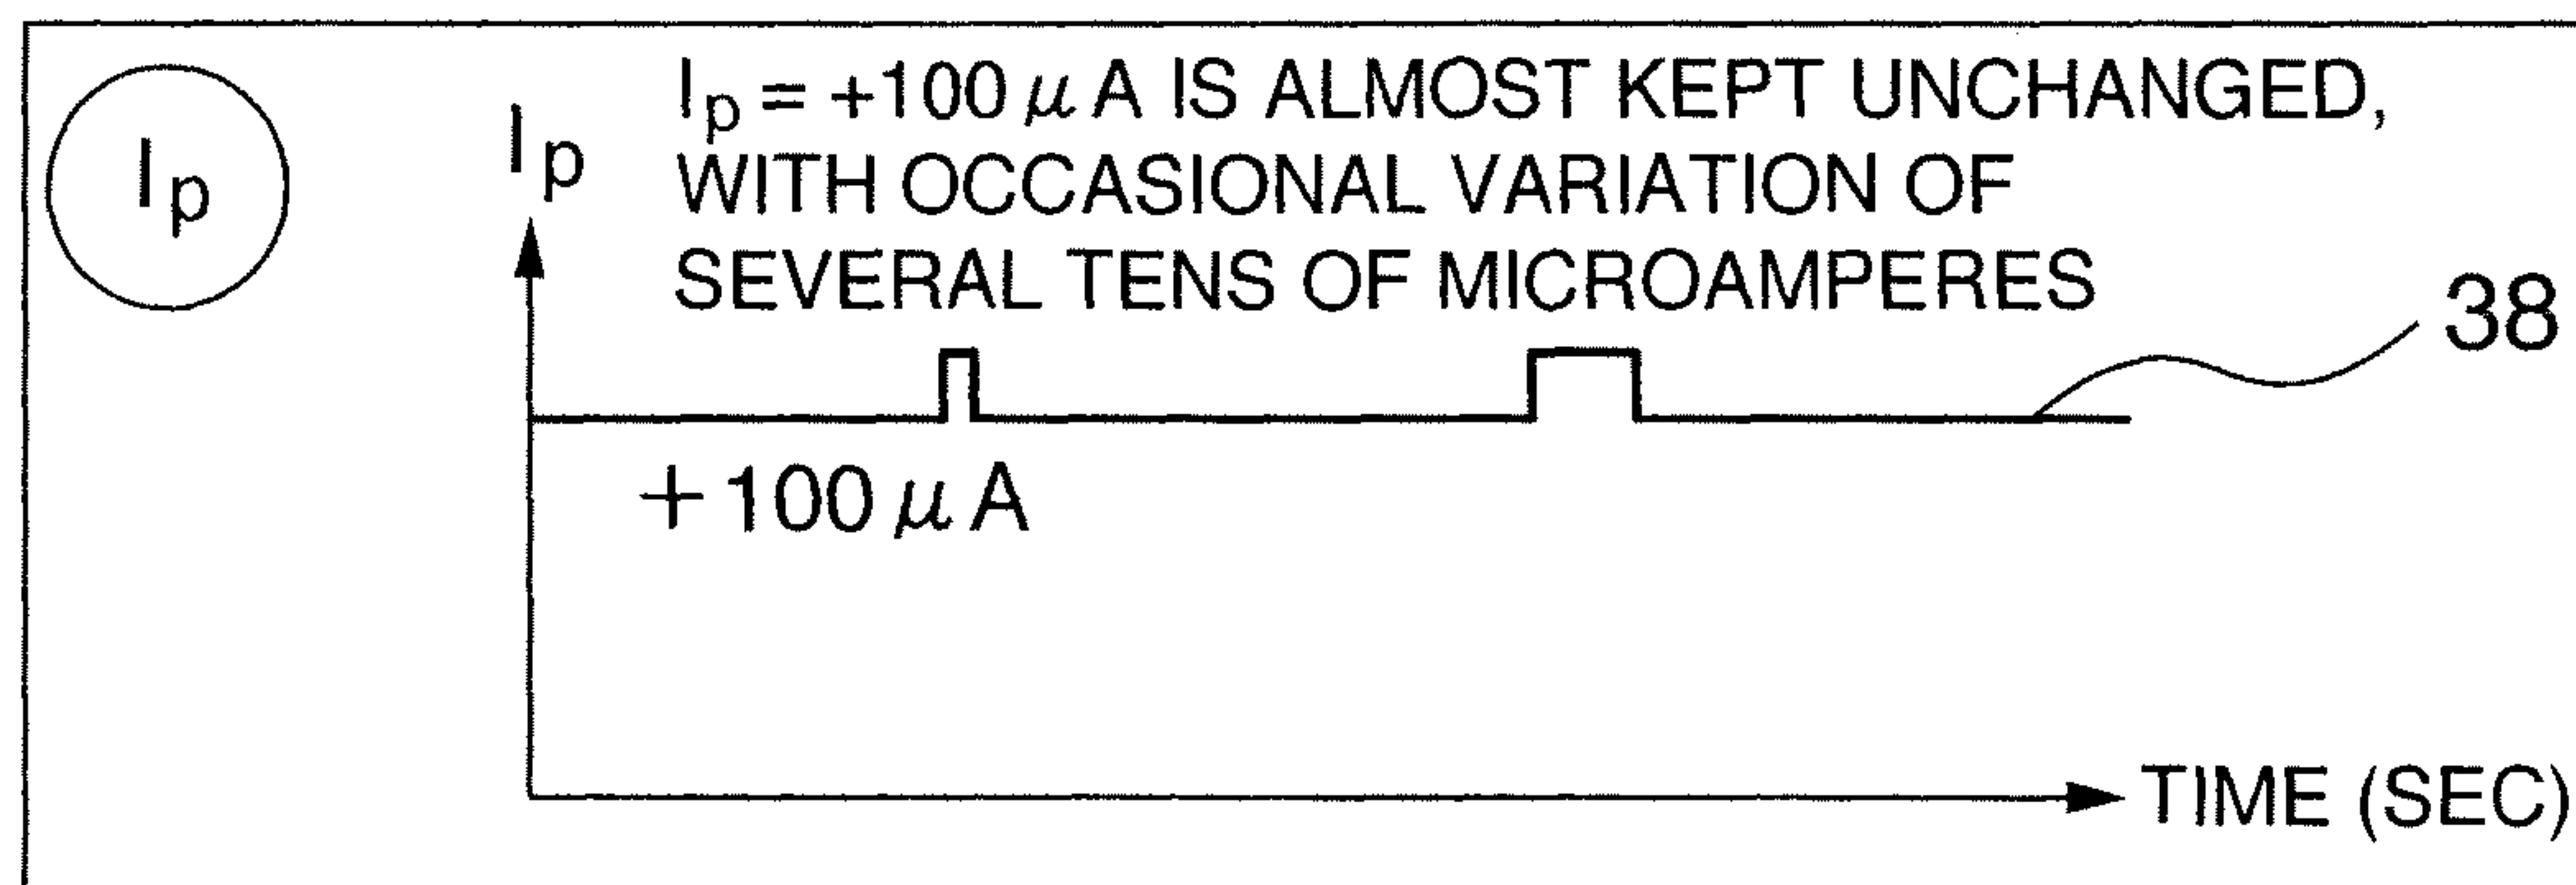 Ip
Ip
Ip = +100 μA IS ALMOST KEPT UNCHANGED,
WITH OCCASIONAL VARIATION OF
SEVERAL TENS OF MICROAMPERES
38
+100 μA
TIME (SEC)